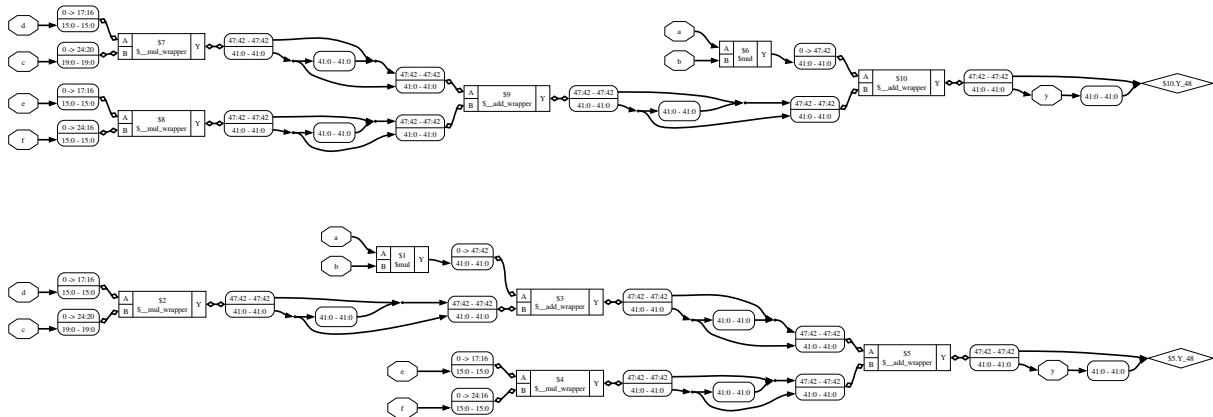 d
0 -> 17:16
15:0 - 15:0
c
0 -> 24:20
19:0 - 19:0
A
B
$7
$__mul_wrapper
Y
47:42 - 47:42
41:0 - 41:0
41:0 - 41:0
47:42 - 47:42
41:0 - 41:0
e
0 -> 17:16
15:0 - 15:0
f
0 -> 24:16
15:0 - 15:0
A
B
$8
$__mul_wrapper
Y
47:42 - 47:42
41:0 - 41:0
41:0 - 41:0
47:42 - 47:42
41:0 - 41:0
A
B
$9
$__add_wrapper
Y
47:42 - 47:42
41:0 - 41:0
41:0 - 41:0
47:42 - 47:42
41:0 - 41:0
a
b
A
B
$6
$mul
Y
0 -> 47:42
41:0 - 41:0
A
B
$10
$__add_wrapper
Y
47:42 - 47:42
41:0 - 41:0
y
41:0 - 41:0
$10.Y_48
a
b
A
B
$1
$mul
Y
0 -> 47:42
41:0 - 41:0
d
0 -> 17:16
15:0 - 15:0
c
0 -> 24:20
19:0 - 19:0
A
B
$2
$__mul_wrapper
Y
47:42 - 47:42
41:0 - 41:0
41:0 - 41:0
47:42 - 47:42
41:0 - 41:0
A
B
$3
$__add_wrapper
Y
47:42 - 47:42
41:0 - 41:0
41:0 - 41:0
47:42 - 47:42
41:0 - 41:0
e
0 -> 17:16
15:0 - 15:0
f
0 -> 24:16
15:0 - 15:0
A
B
$4
$__mul_wrapper
Y
47:42 - 47:42
41:0 - 41:0
41:0 - 41:0
47:42 - 47:42
41:0 - 41:0
A
B
$5
$__add_wrapper
Y
47:42 - 47:42
41:0 - 41:0
y
41:0 - 41:0
$5.Y_48